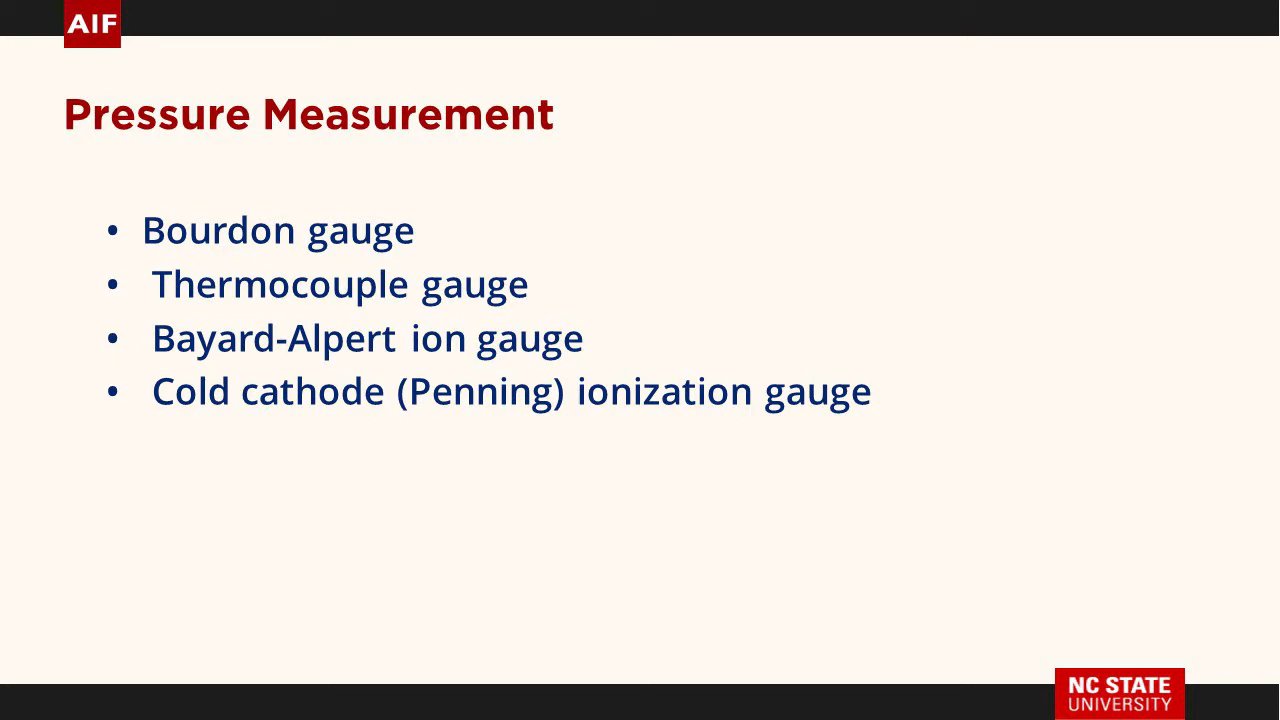 AIF
Pressure Measurement
• Bourdon gauge
• Thermocouple gauge
• Bayard-Alpert ion gauge
• Cold cathode (Penning) ionization gauge
NC STATE
UNIVERSITY